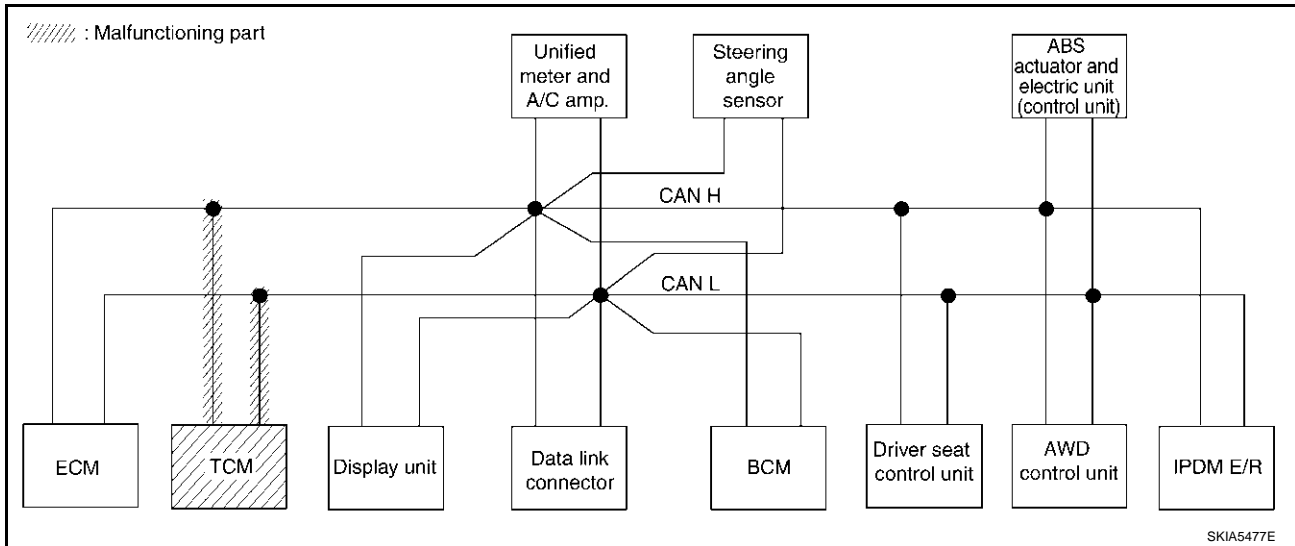 : Malfunctioning part
Unified
meter and
A/C amp.
Steering
angle
sensor
ABS
actuator and
electric unit
(control unit)
CAN H
CAN L
ECM
TCM
Display unit
Data link
connector
BCM
Driver seat
control unit
AWD
control unit
IPDM E/R
SKIA5477E